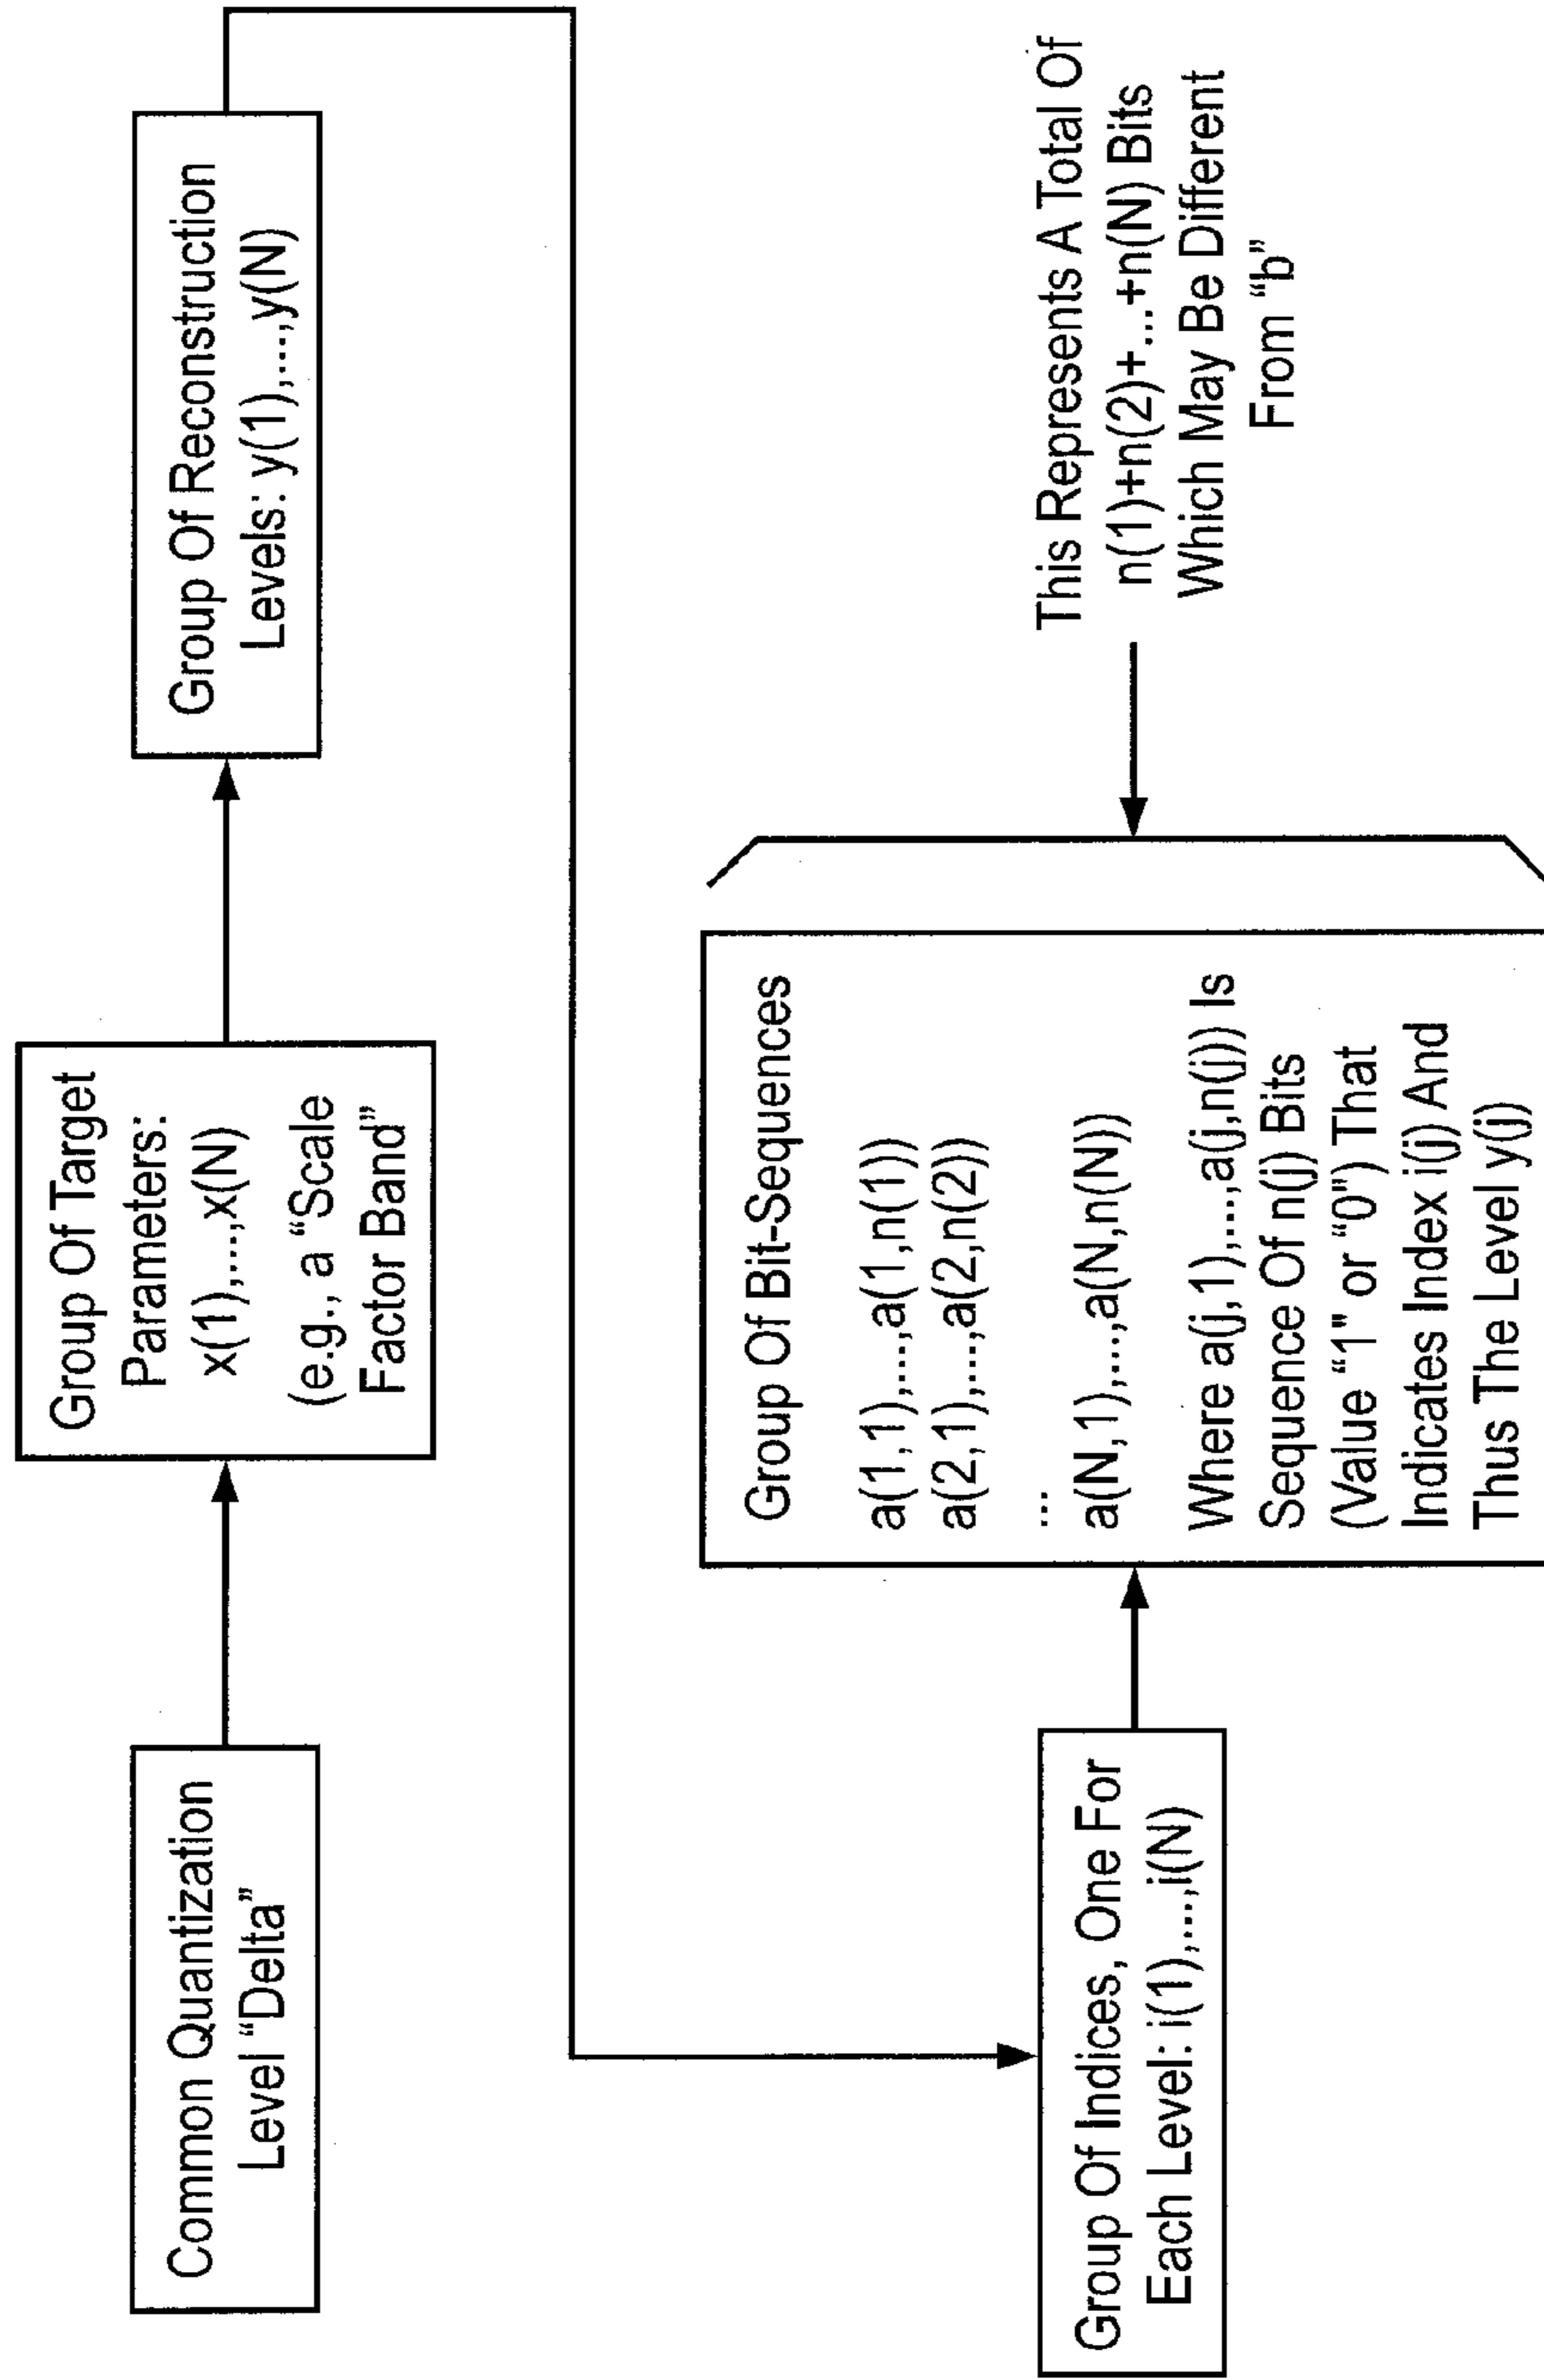 Common Quantization
Level “Delta”
Group Of Target
Parameters:
x(1),...,x(N)
(e.g., a “Scale
Factor Band”
Group Of Reconstruction
Levels: y(1),...,y(N)
Group Of Indices, One For
Each Level: i(1),...,i(N)
Group Of Bit-Sequences
a(1,1),...,a(1,n(1))
a(2,1),...,a(2,n(2))
...
a(N,1),...,a(N,n(N))
Where a(j,1),...,a(j,n(j)) Is
Sequence Of n(j) Bits
(Value “1” or “0”) That
Indicates Index i(j) And
Thus The Level y(j)
This Represents A Total Of
n(1)+n(2)+...+n(N) Bits
Which May Be Different
From “b”